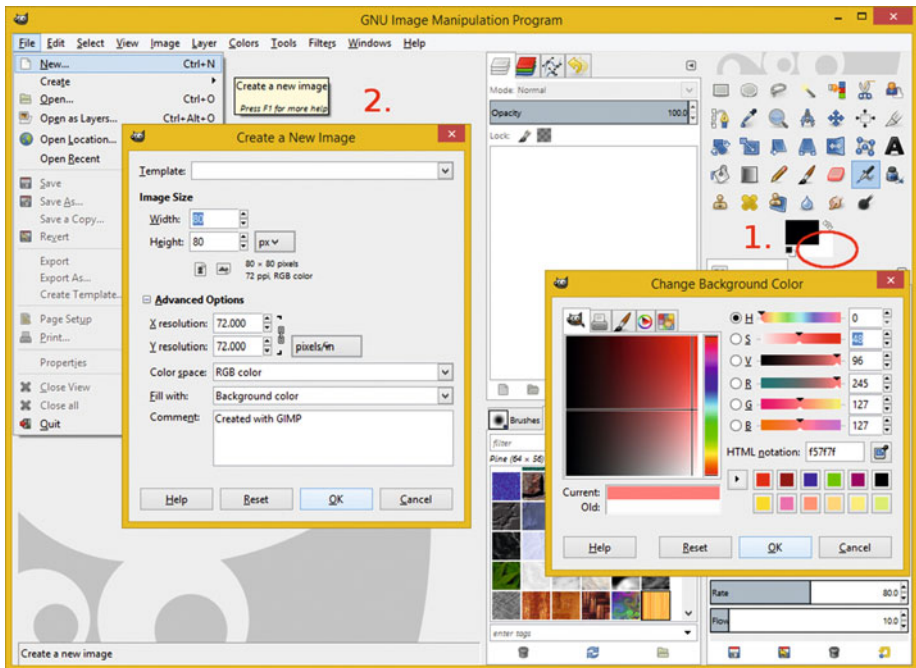 GNU Image Manipulation Program
File Edit Select View Image Layer Colors Tools Filters Windows Help
New... Ctrl+N
Create
Open... Ctrl+O
Open as Layers... Ctrl+Alt+O
Open Location...
Open Recent
Save
Save As...
Save a Copy...
Revert
Export
Export As...
Create Template...
Page Setup
Print...
Properties
Close View
Close all
Quit
Create a new image
Press F1 for more help
2.
Create a New Image
Template:
Image Size
Width: 80
Height: 80 px
80 × 80 pixels
72 ppi, RGB color
Advanced Options
X resolution: 72.000
Y resolution: 72.000 pixels/in
Color space: RGB color
Fill with: Background color
Comment: Created with GIMP
Help Reset OK Cancel
Mode: Normal
Opacity 100.0
Lock:
1.
Brushes
filter
Pine (64 × 56)
enter tags
Change Background Color
H 0
S 48
V 96
R 245
G 127
B 127
HTML notation: f57f7f
Current:
Old:
Help Reset OK Cancel
Rate 80.0
Flow 10.0
Create a new image